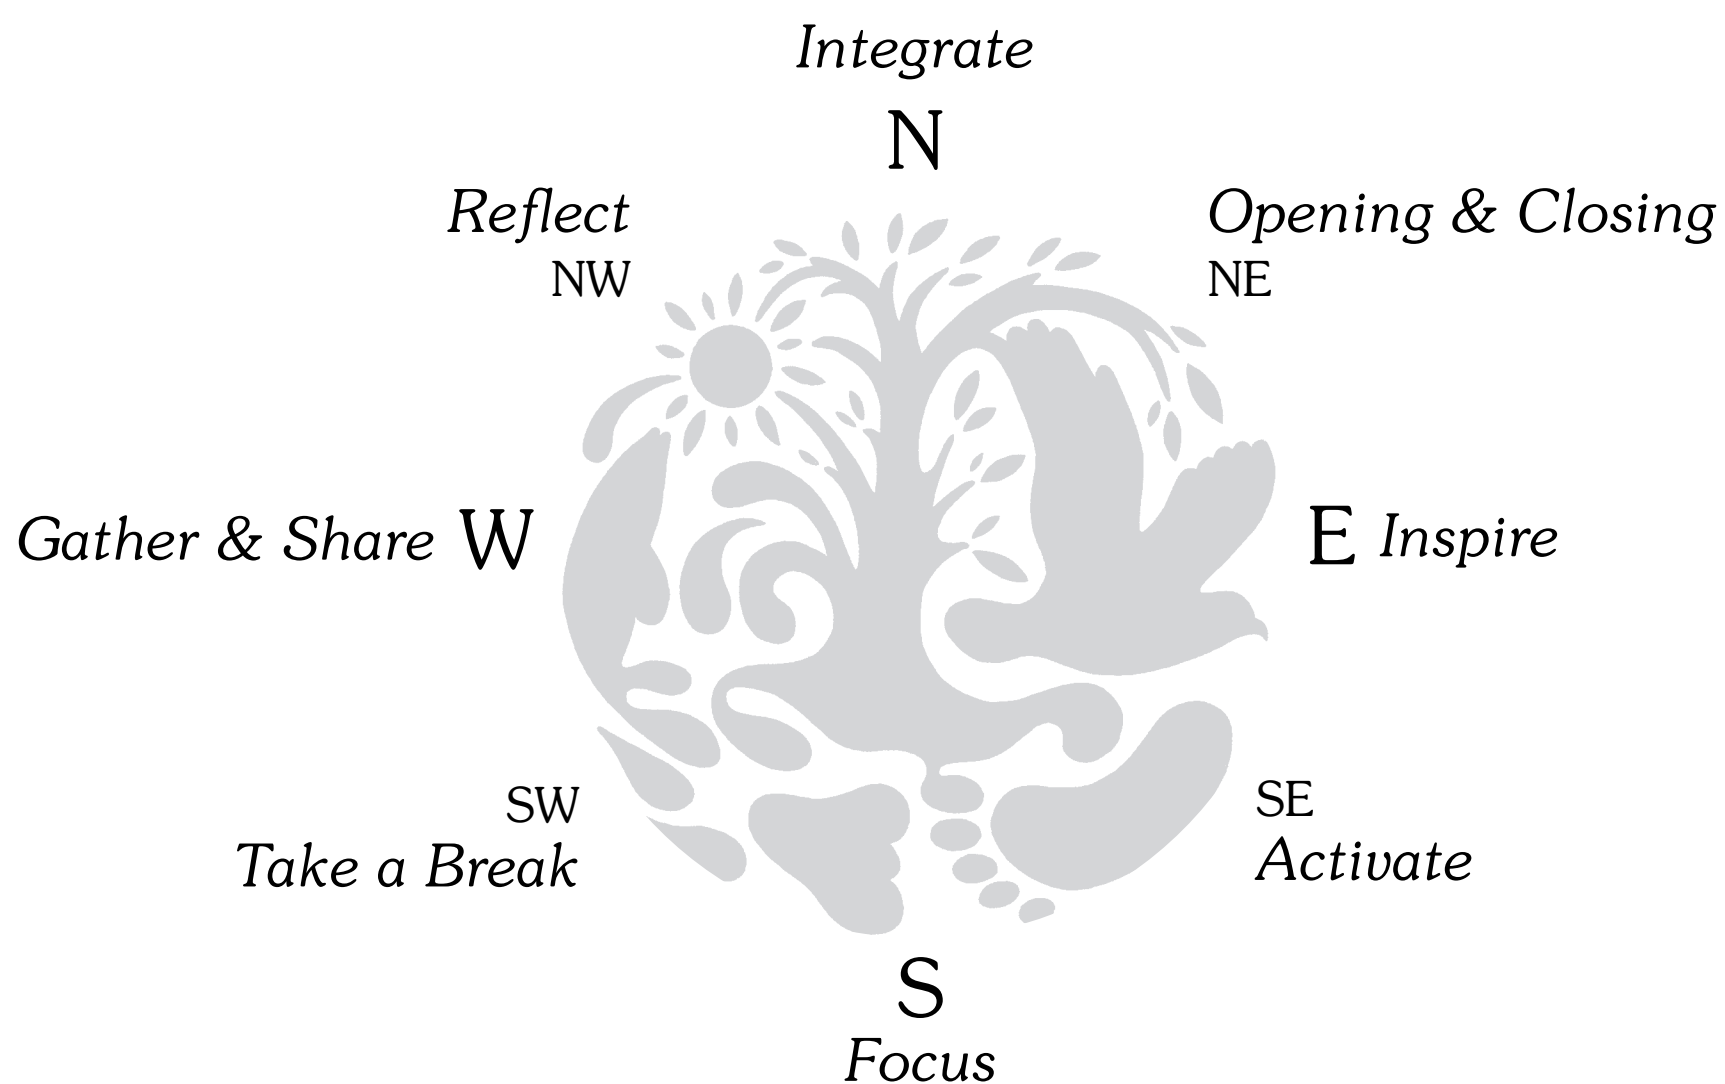 Integrate
N
Reflect
NW
Opening & Closing
NE
Gather & Share W
E Inspire
SW
Take a Break
SE
Activate
S
Focus